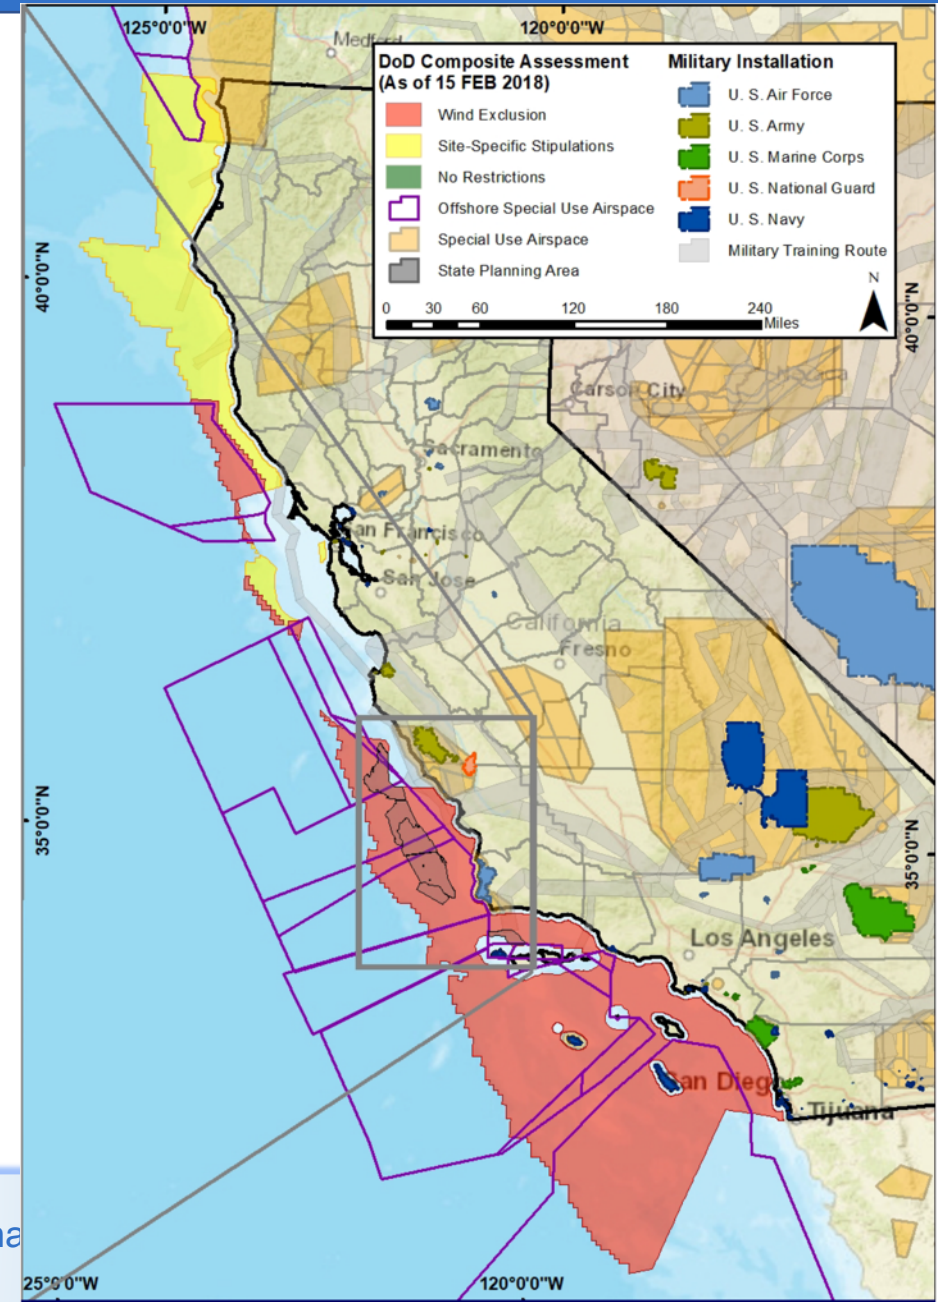 125°0'0"W
120°0'0"W
Medford
DoD Composite Assessment
(As of 15 FEB 2018)
Wind Exclusion
Site-Specific Stipulations
No Restrictions
Offshore Special Use Airspace
Special Use Airspace
State Planning Area
Military Installation
U. S. Air Force
U. S. Army
U. S. Marine Corps
U. S. National Guard
U. S. Navy
Military Training Route
N
0 30 60 120 180 240
Miles
40°0'0"N
40°0'0"N
Carson City
Nevada
Sacramento
San Francisco
San Jose
California
Fresno
35°0'0"N
35°0'0"N
Los Angeles
San Diego
Tijuana
na
25°0'0"W
120°0'0"W